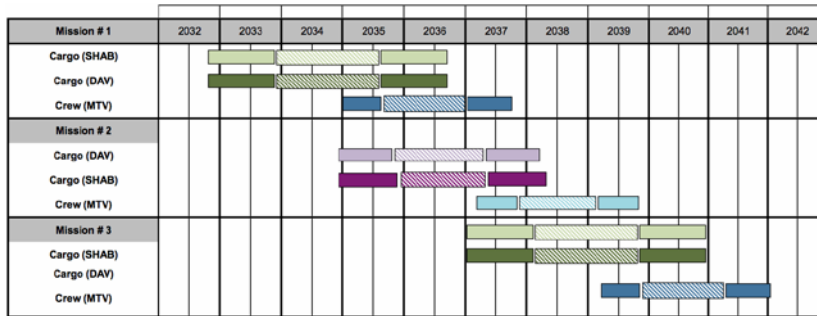 Mission # 1 2032 2033 2034 2035 2036 2037 2038 2039 2040 2041 2042
Cargo (SHAB)
Cargo (DAV)
Crew (MTV)
Mission # 2
Cargo (DAV)
Cargo (SHAB)
Crew (MTV)
Mission # 3
Cargo (SHAB)
Cargo (DAV)
Crew (MTV)